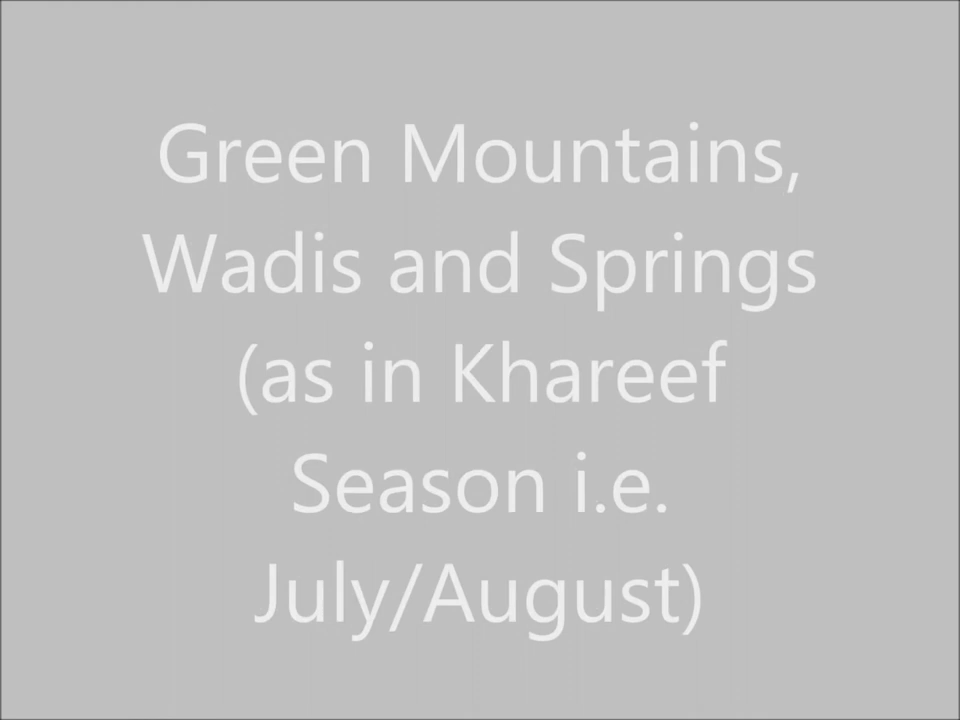 Green Mountains,
Wadis and Springs
(as in Khareef
Season i.e.
July/August)